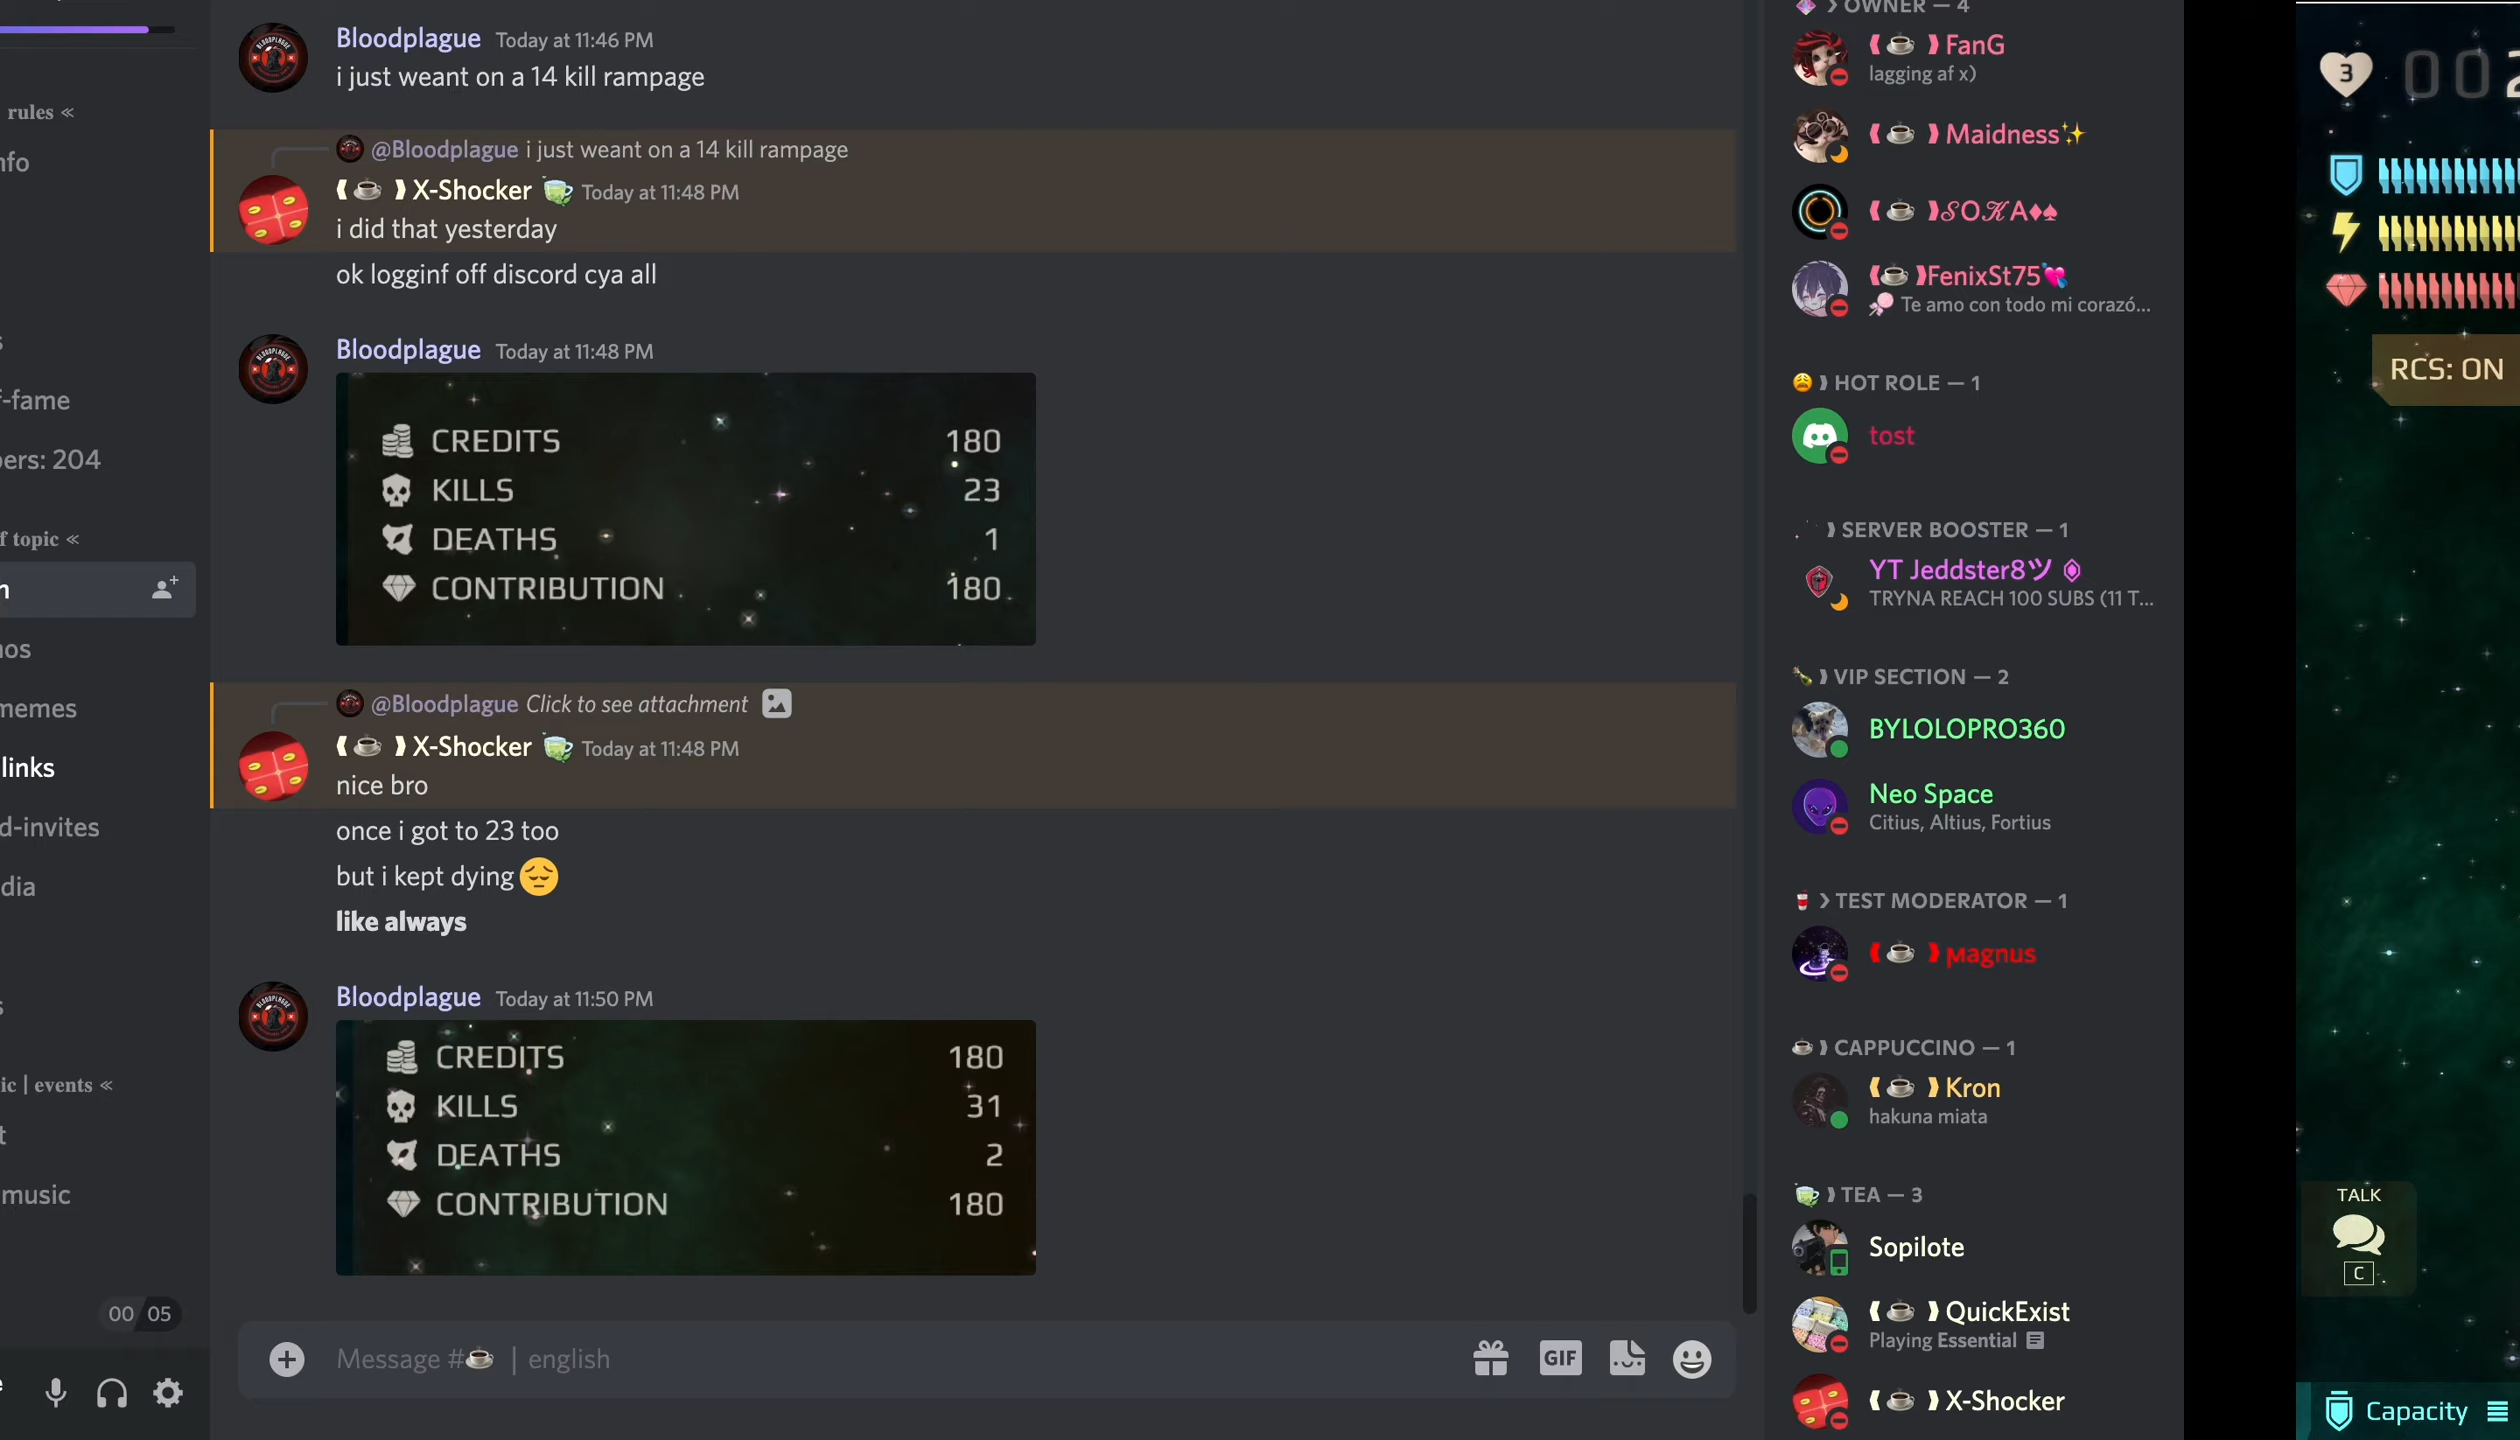 rules «
nfo
f-fame
bers: 204
f topic «
n
nos
memes
links
d-invites
dia
ic | events «
t
music
00 05
Bloodplague Today at 11:46 PM
i just weant on a 14 kill rampage
@Bloodplague i just weant on a 14 kill rampage
X-Shocker Today at 11:48 PM
i did that yesterday
ok logginf off discord cya all
Bloodplague Today at 11:48 PM
CREDITS 180
KILLS 23
DEATHS 1
CONTRIBUTION 180
@Bloodplague Click to see attachment
X-Shocker Today at 11:48 PM
nice bro
once i got to 23 too
but i kept dying 😔
like always
Bloodplague Today at 11:50 PM
CREDITS 180
KILLS 31
DEATHS 2
CONTRIBUTION 180
Message #☕ | english
GIF
OWNER — 4
FanG
lagging af x)
Maidness✨
𝓢O𝓚A♦♠
FenixSt75💘
Te amo con todo mi corazó...
HOT ROLE — 1
tost
SERVER BOOSTER — 1
YT Jeddster8ツ
TRYNA REACH 100 SUBS (11 T...
VIP SECTION — 2
BYLOLOPRO360
Neo Space
Citius, Altius, Fortius
TEST MODERATOR — 1
ϻagnus
CAPPUCCINO — 1
Kron
hakuna miata
TEA — 3
Sopilote
QuickExist
Playing Essential
X-Shocker
3 002
RCS: ON
TALK
C
Capacity